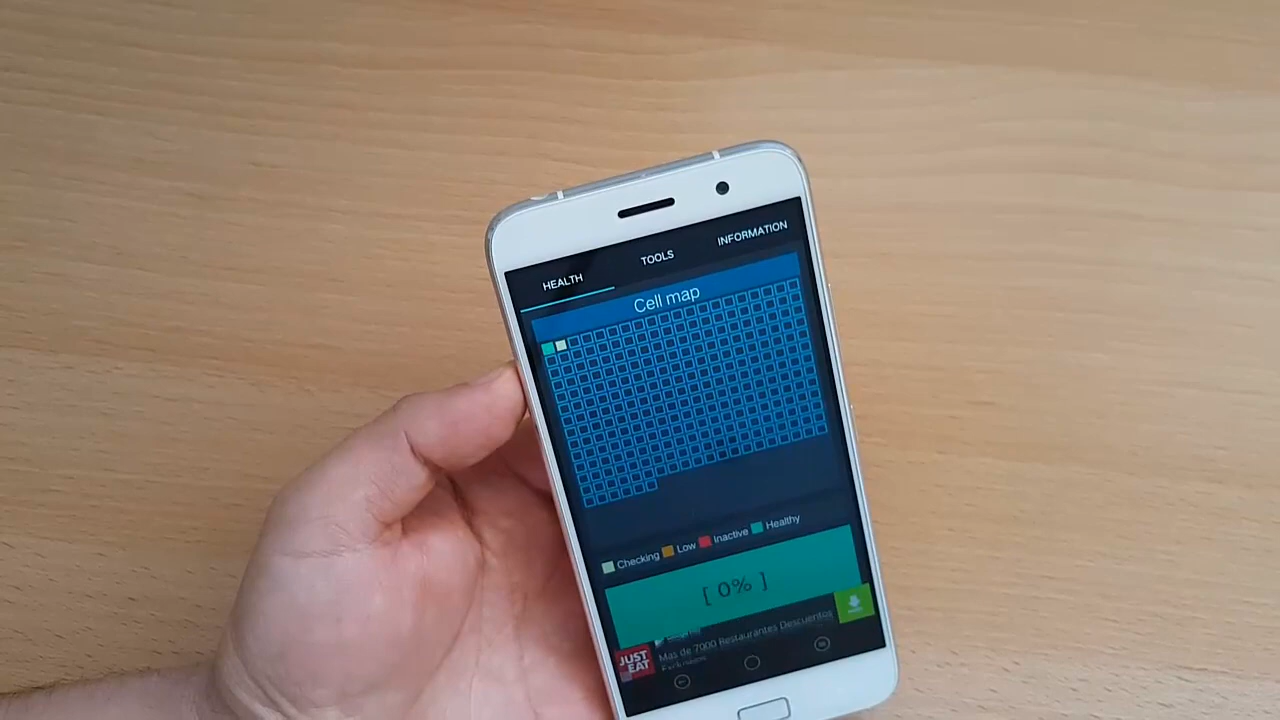 HEALTH TOOLS INFORMATION
Cell map
Checking Low Inactive Healthy
[ 0% ]
JUST EAT
Mas de 7000 Restaurantes Descuentos